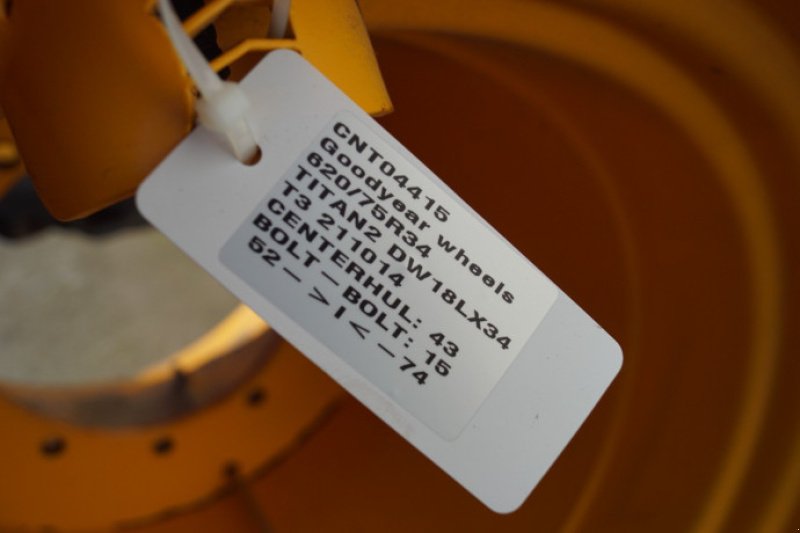 CNT04415
Goodyear wheels
620/75R34
TITAN2 DW18LX34
T3 211014
CENTERHUL: 43
BOLT-BOLT: 15
52-->I<--74